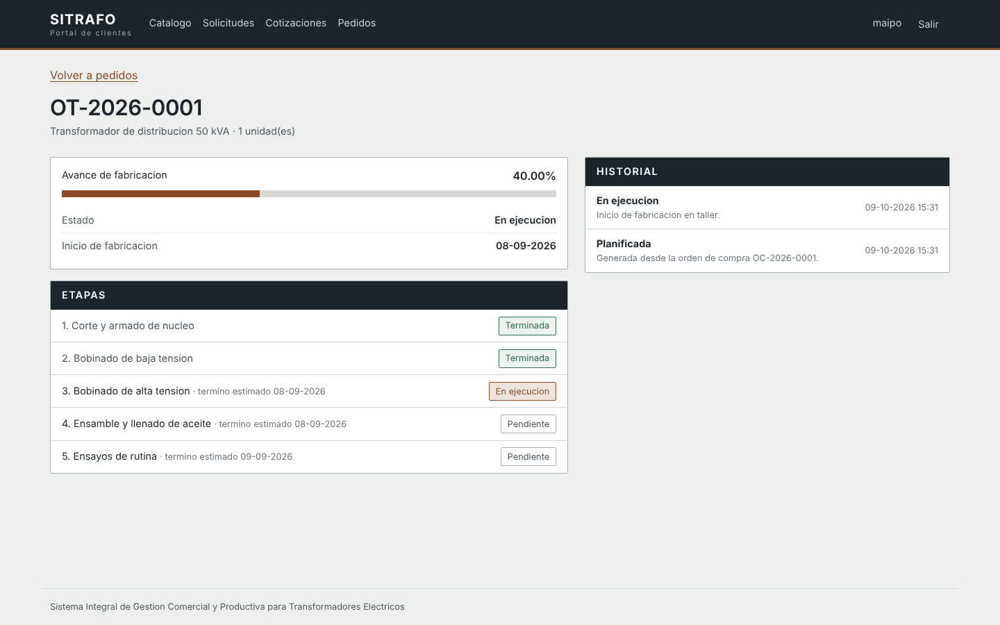 SITRAFO
Portal de clientes
Catalogo Solicitudes Cotizaciones Pedidos
maipo Salir
Volver a pedidos
OT-2026-0001
Transformador de distribucion 50 kVA · 1 unidad(es)
Avance de fabricacion 40.00%
Estado En ejecucion
Inicio de fabricacion 08-09-2026
ETAPAS
1. Corte y armado de nucleo Terminada
2. Bobinado de baja tension Terminada
3. Bobinado de alta tension · termino estimado 08-09-2026 En ejecucion
4. Ensamble y llenado de aceite · termino estimado 08-09-2026 Pendiente
5. Ensayos de rutina · termino estimado 09-09-2026 Pendiente
HISTORIAL
En ejecucion
Inicio de fabricacion en taller.
09-10-2026 15:31
Planificada
Generada desde la orden de compra OC-2026-0001.
09-10-2026 15:31
Sistema Integral de Gestion Comercial y Productiva para Transformadores Electricos